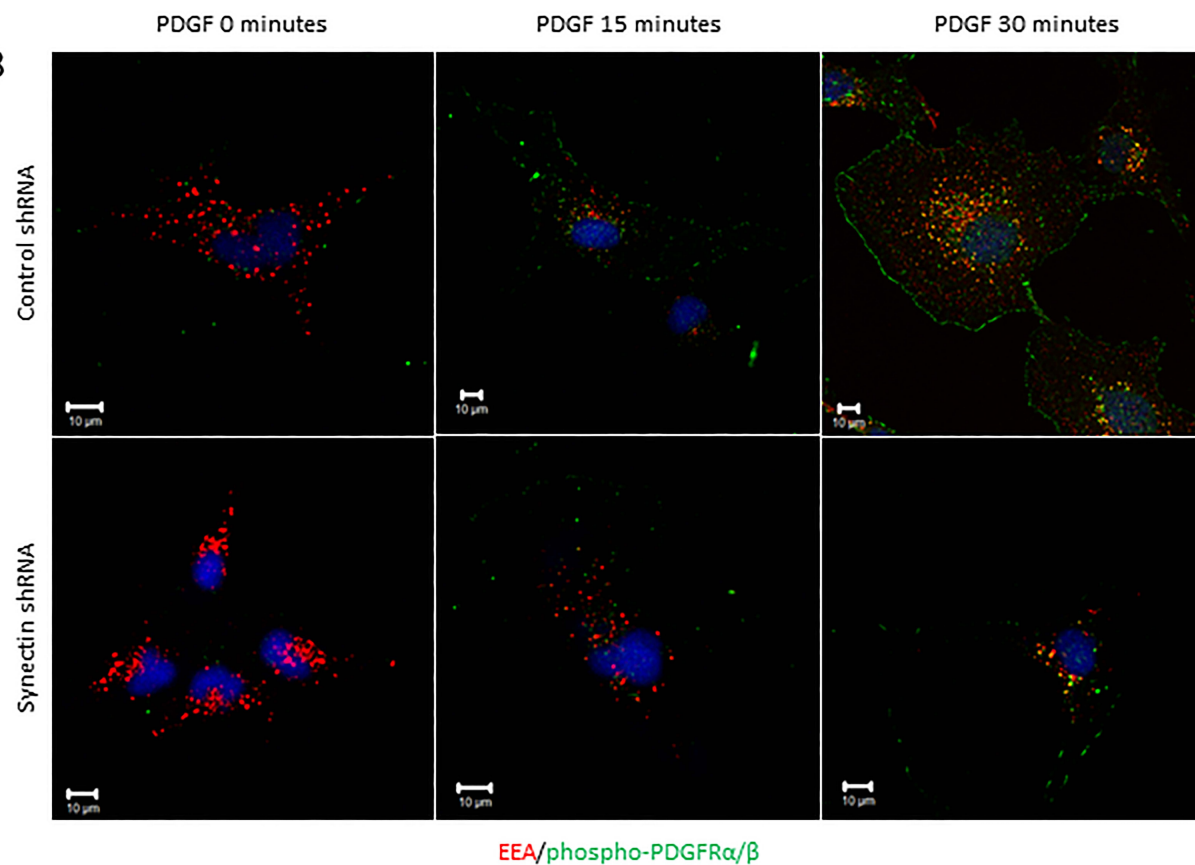 PDGF 0 minutes
PDGF 15 minutes
PDGF 30 minutes
Control shRNA
10 µm
10 µm
10 µm
Synectin shRNA
10 µm
10 µm
10 µm
EEA/phospho-PDGFRα/β